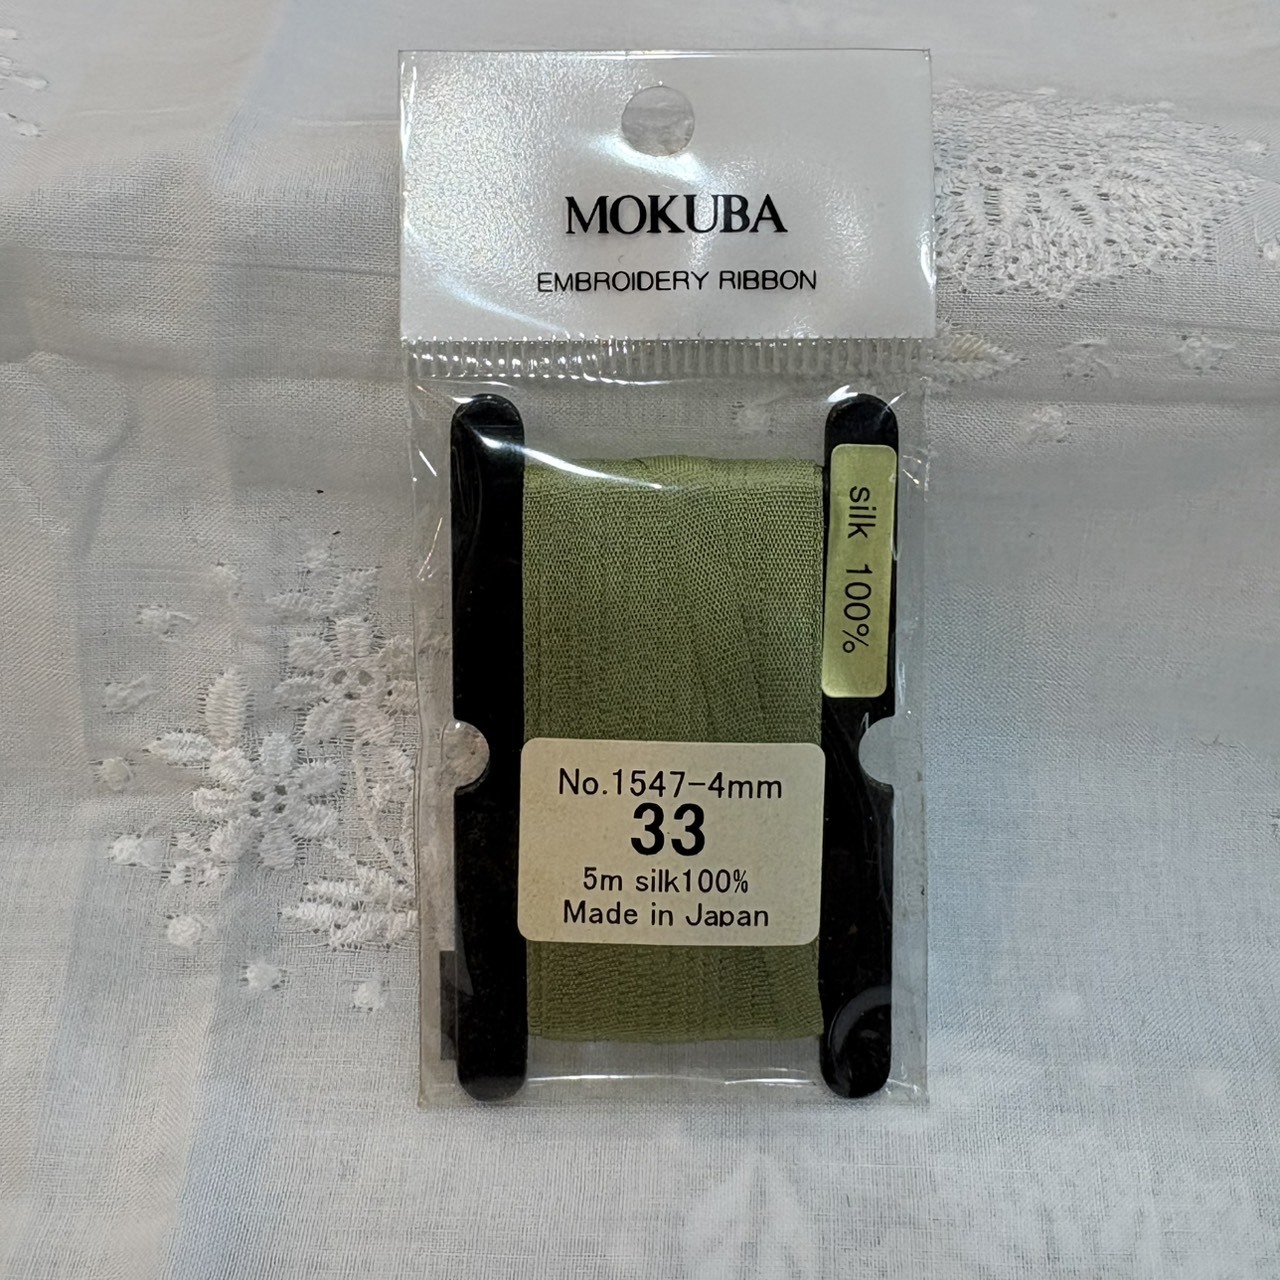 MOKUBA
EMBROIDERY RIBBON
silk 100%
No.1547-4mm
33
5m silk100%
Made in Japan